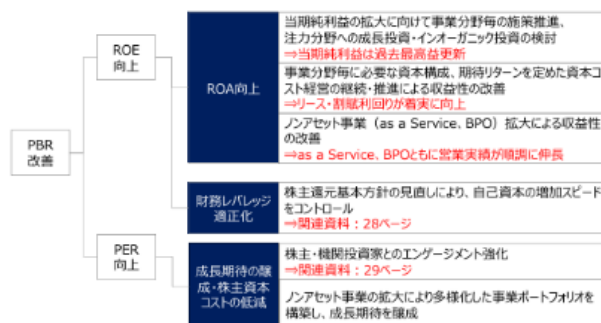 PBR
改善
ROE
向上
PER
向上
ROA向上
当期純利益の拡大に向けて事業分野毎の施策推進、
注力分野への成長投資・インオーガニック投資の検討
⇒当期純利益は過去最高益更新
事業分野毎に必要な資本構成、期待リターンを定めた資本コ
スト経営の継続・推進による収益性の改善
⇒リース・割賦利回りが着実に向上
ノンアセット事業（as a Service、BPO）拡大による収益性
の改善
⇒as a Service、BPOともに営業実績が順調に伸長
財務レバレッジ
適正化
株主還元基本方針の見直しにより、自己資本の増加スピード
をコントロール
⇒関連資料：28ページ
成長期待の醸
成・株主資本
コストの低減
株主・機関投資家とのエンゲージメント強化
⇒関連資料：29ページ
ノンアセット事業の拡大により多様化した事業ポートフォリオを
構築し、成長期待を醸成